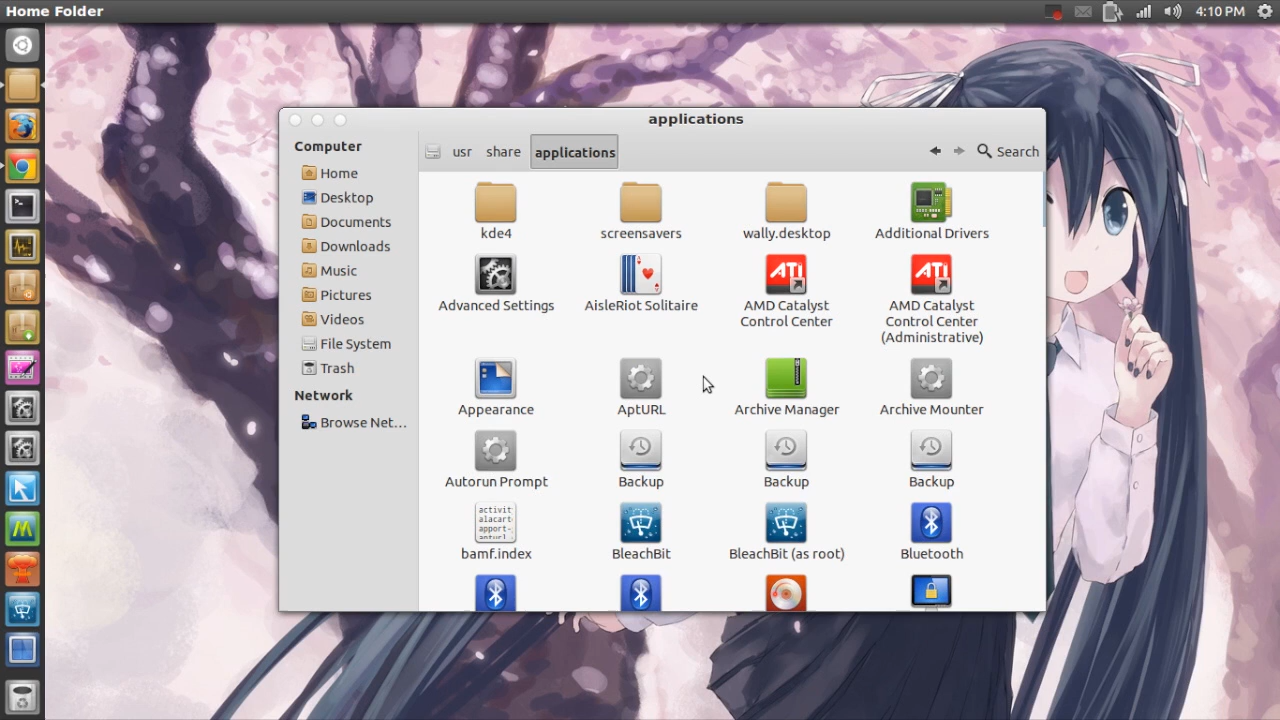 Home Folder
4:10 PM
applications
Computer
Home
Desktop
Documents
Downloads
Music
Pictures
Videos
File System
Trash
Network
Browse Net...
usr share applications
Search
kde4 screensavers wally.desktop Additional Drivers
Advanced Settings AisleRiot Solitaire AMD Catalyst Control Center AMD Catalyst Control Center (Administrative)
Appearance AptURL Archive Manager Archive Mounter
Autorun Prompt Backup Backup Backup
activit
alacart
apport-
bamf.index BleachBit BleachBit (as root) Bluetooth
ATI ATI